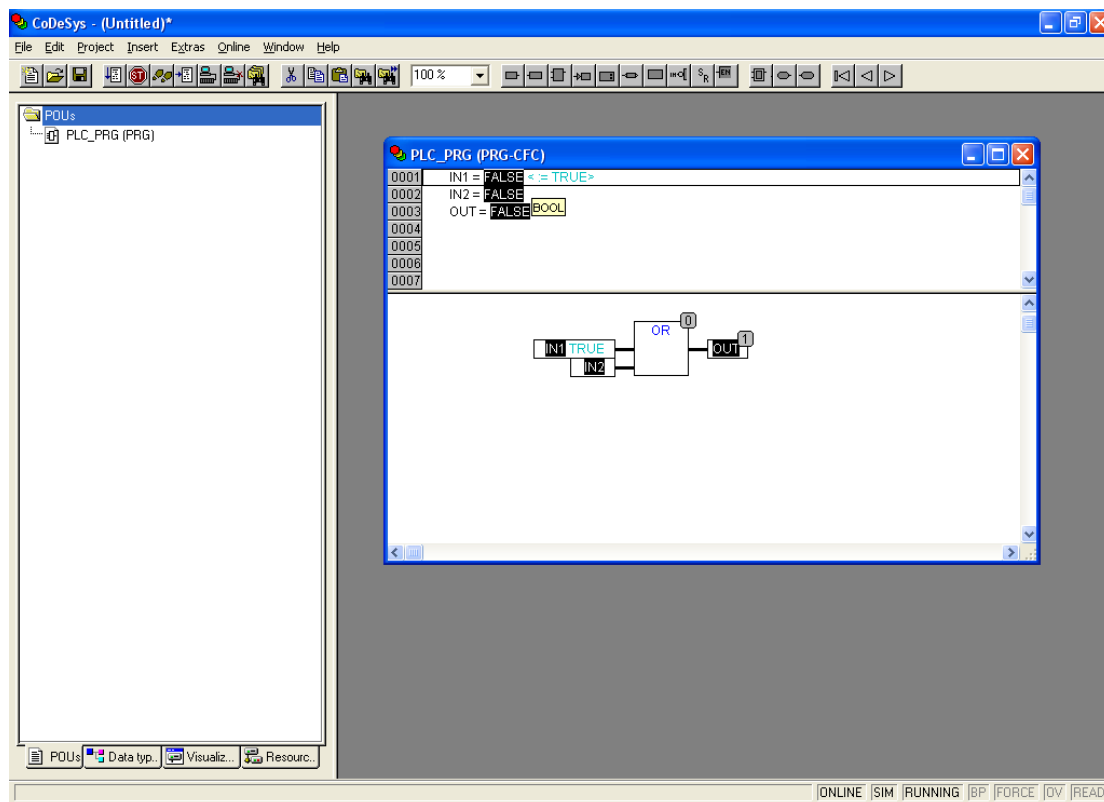 CoDeSys - (Untitled)*
File Edit Project Insert Extras Online Window Help
100 %
POUs
PLC_PRG (PRG)
PLC_PRG (PRG-CFC)
0001 IN1 = FALSE < := TRUE>
0002 IN2 = FALSE
0003 OUT = FALSE BOOL
0004
0005
0006
0007
OR 0
IN1 TRUE OUT 1
IN2
POUs Data typ.. Visualiz... Resourc..
ONLINE SIM RUNNING BP FORCE OV READ